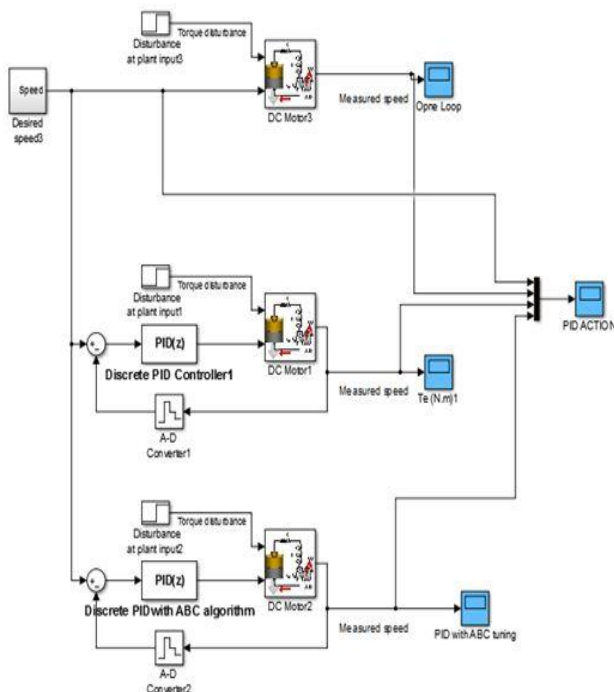 Disturbance
at plant input3
Torque disturbance
Speed
Desired
speed3
DC Motor3
Measured speed
Opne Loop
Disturbance
at plant input1
Torque disturbance
+
-
PID(z)
Discrete PID Controller1
DC Motor1
Measured speed
Te (N.m)1
PID ACTION
A-D
Converter1
Disturbance
at plant input2
Torque disturbance
+
-
PID(z)
Discrete PIDwith ABC algorithm
DC Motor2
Measured speed
PID with ABC tuning
A-D
Converter2